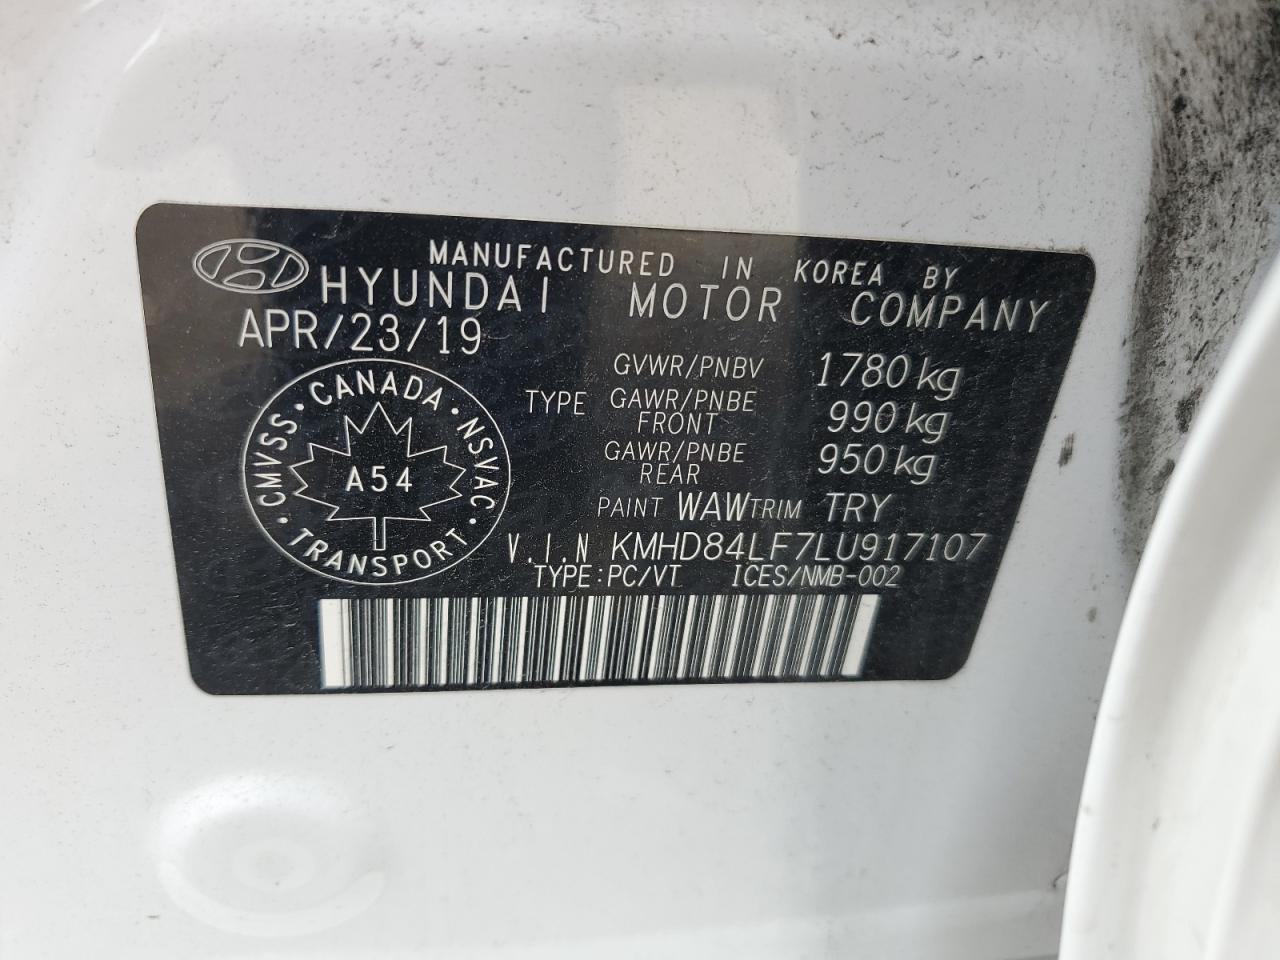 MANUFACTURED IN KOREA BY
HYUNDAI MOTOR COMPANY
APR/23/19
GVWR/PNBV 1780 kg
TYPE GAWR/PNBE FRONT 990 kg
GAWR/PNBE REAR 950 kg
PAINT WAW TRIM TRY
V.I.N KMHD84LF7LU917107
TYPE:PC/VT ICES/NMB-002
CANADA · NSVAC · TRANSPORT · CMVSS ·
A54